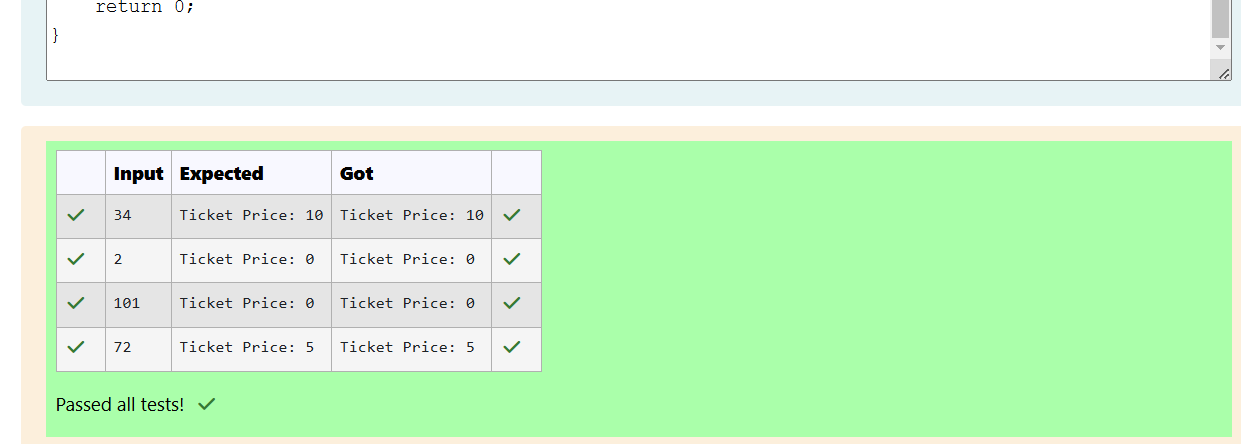 return 0;
}
Input Expected Got
34 Ticket Price: 10 Ticket Price: 10
2 Ticket Price: 0 Ticket Price: 0
101 Ticket Price: 0 Ticket Price: 0
72 Ticket Price: 5 Ticket Price: 5
Passed all tests!